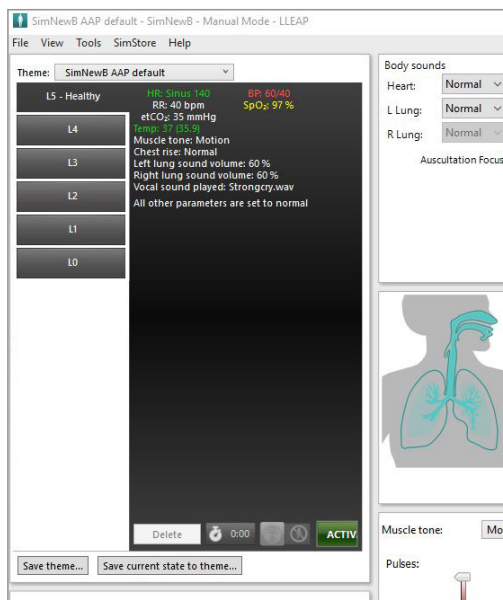 SimNewB AAP default - SimNewB - Manual Mode - LLEAP
File View Tools SimStore Help
Theme: SimNewB AAP default
L5 - Healthy
L4
L3
L2
L1
L0
HR: Sinus 140 BP: 60/40
RR: 40 bpm SpO₂: 97 %
etCO₂: 35 mmHg
Temp: 37 (35.9)
Muscle tone: Motion
Chest rise: Normal
Left lung sound volume: 60 %
Right lung sound volume: 60 %
Vocal sound played: Strongcry.wav
All other parameters are set to normal
Delete 0:00 ACTIV
Save theme... Save current state to theme...
Body sounds
Heart: Normal
L Lung: Normal
R Lung: Normal
Auscultation Focus
Muscle tone: Mo
Pulses: